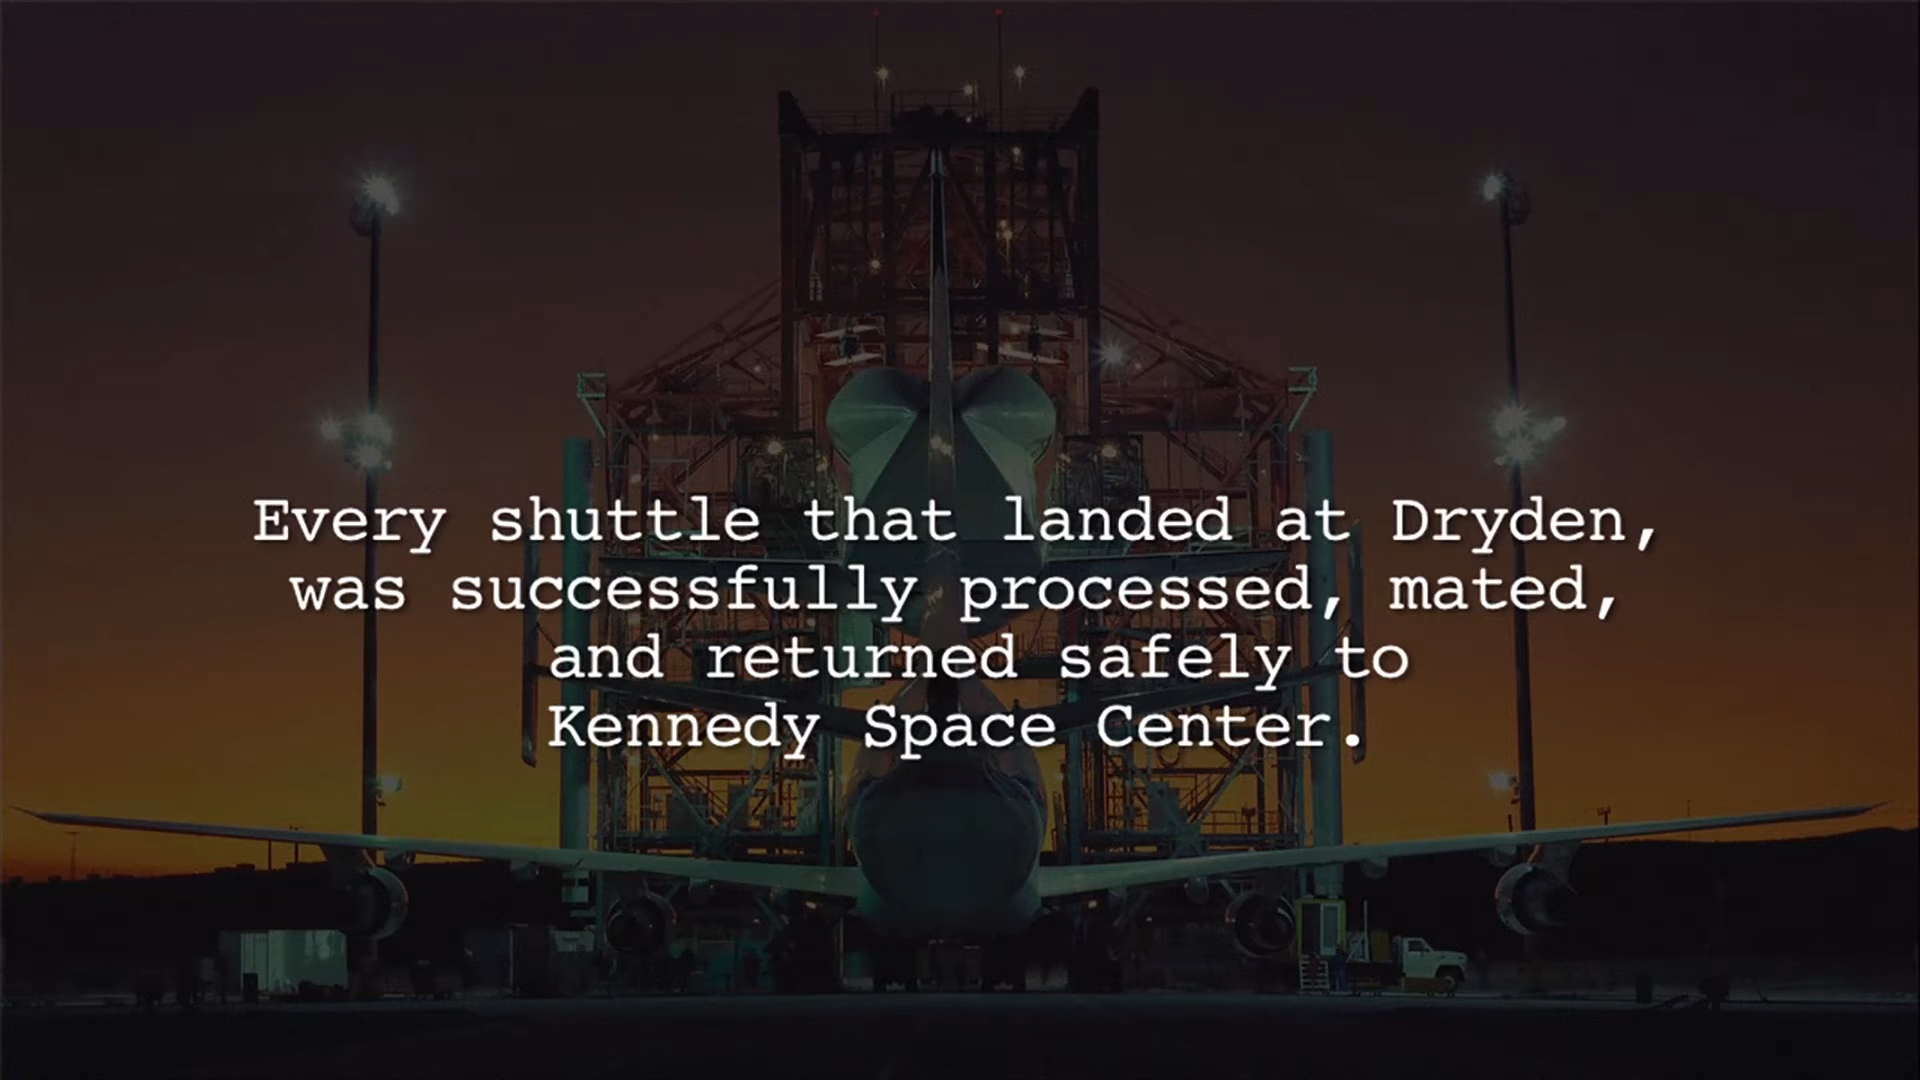 Every shuttle that landed at Dryden,
was successfully processed, mated,
and returned safely to
Kennedy Space Center.